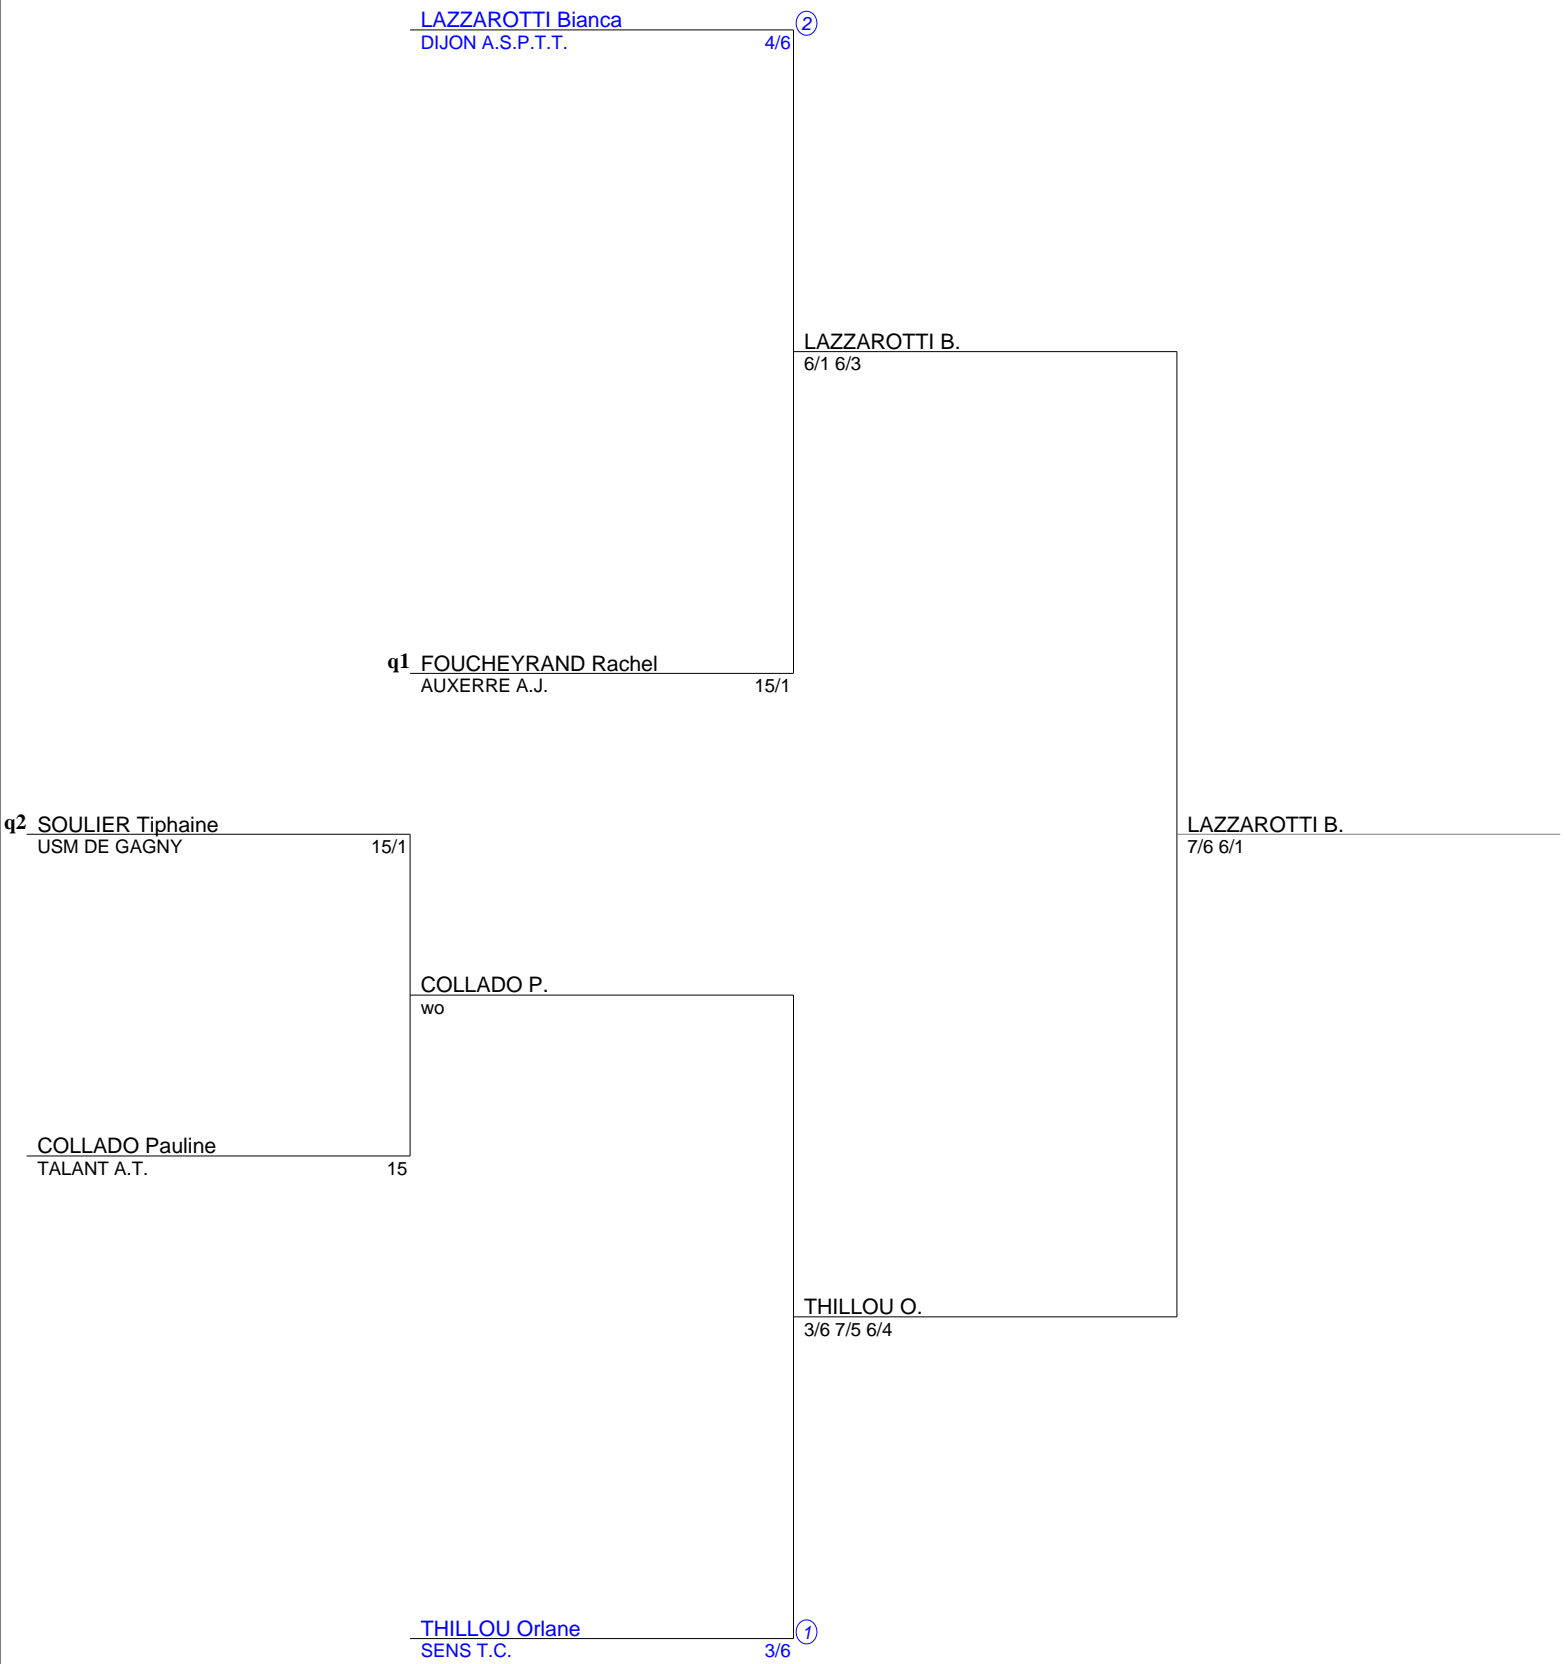 LAZZAROTTI Bianca 2
DIJON A.S.P.T.T. 4/6
LAZZAROTTI B.
6/1 6/3
q1 FOUCHEYRAND Rachel
AUXERRE A.J. 15/1
q2 SOULIER Tiphaine
USM DE GAGNY 15/1
LAZZAROTTI B.
7/6 6/1
COLLADO P.
wo
COLLADO Pauline
TALANT A.T. 15
THILLOU O.
3/6 7/5 6/4
THILLOU Orlane 1
SENS T.C. 3/6